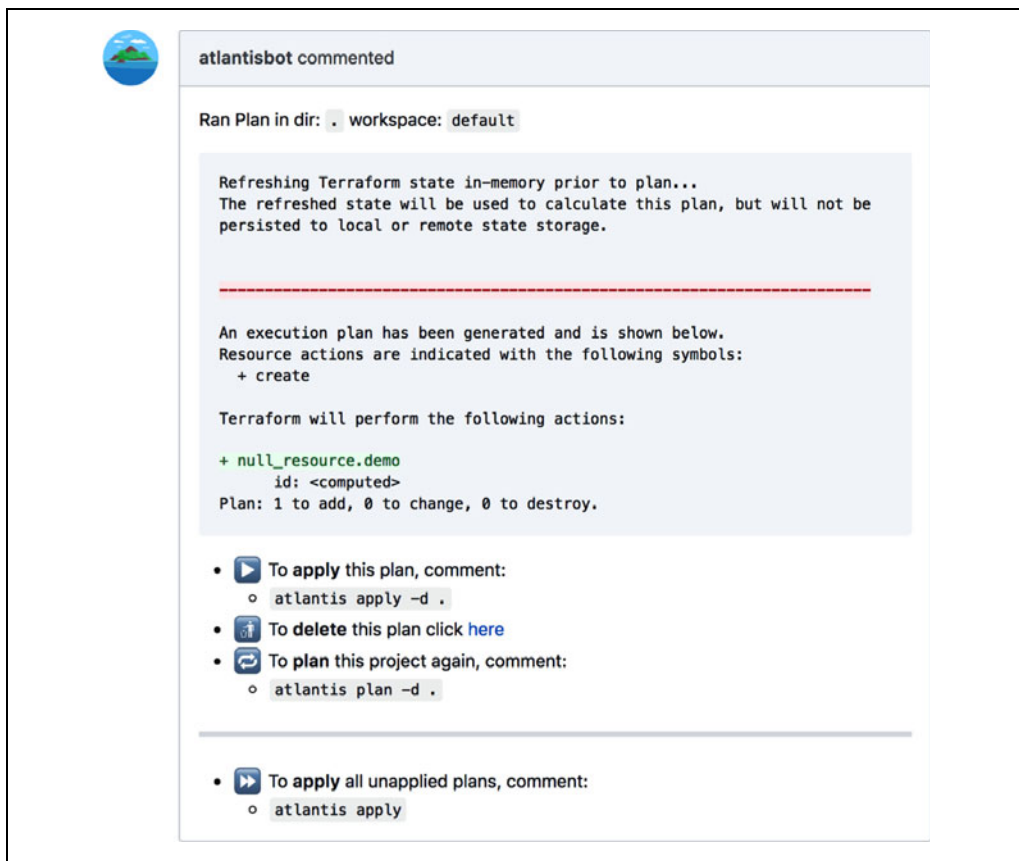 atlantisbot commented
Ran Plan in dir: . workspace: default
Refreshing Terraform state in-memory prior to plan...
The refreshed state will be used to calculate this plan, but will not be
persisted to local or remote state storage.
------------------------------------------------------------------------
An execution plan has been generated and is shown below.
Resource actions are indicated with the following symbols:
+ create
Terraform will perform the following actions:
+ null_resource.demo
id: <computed>
Plan: 1 to add, 0 to change, 0 to destroy.
• To apply this plan, comment:
○ atlantis apply -d .
• To delete this plan click here
• To plan this project again, comment:
○ atlantis plan -d .
• To apply all unapplied plans, comment:
○ atlantis apply